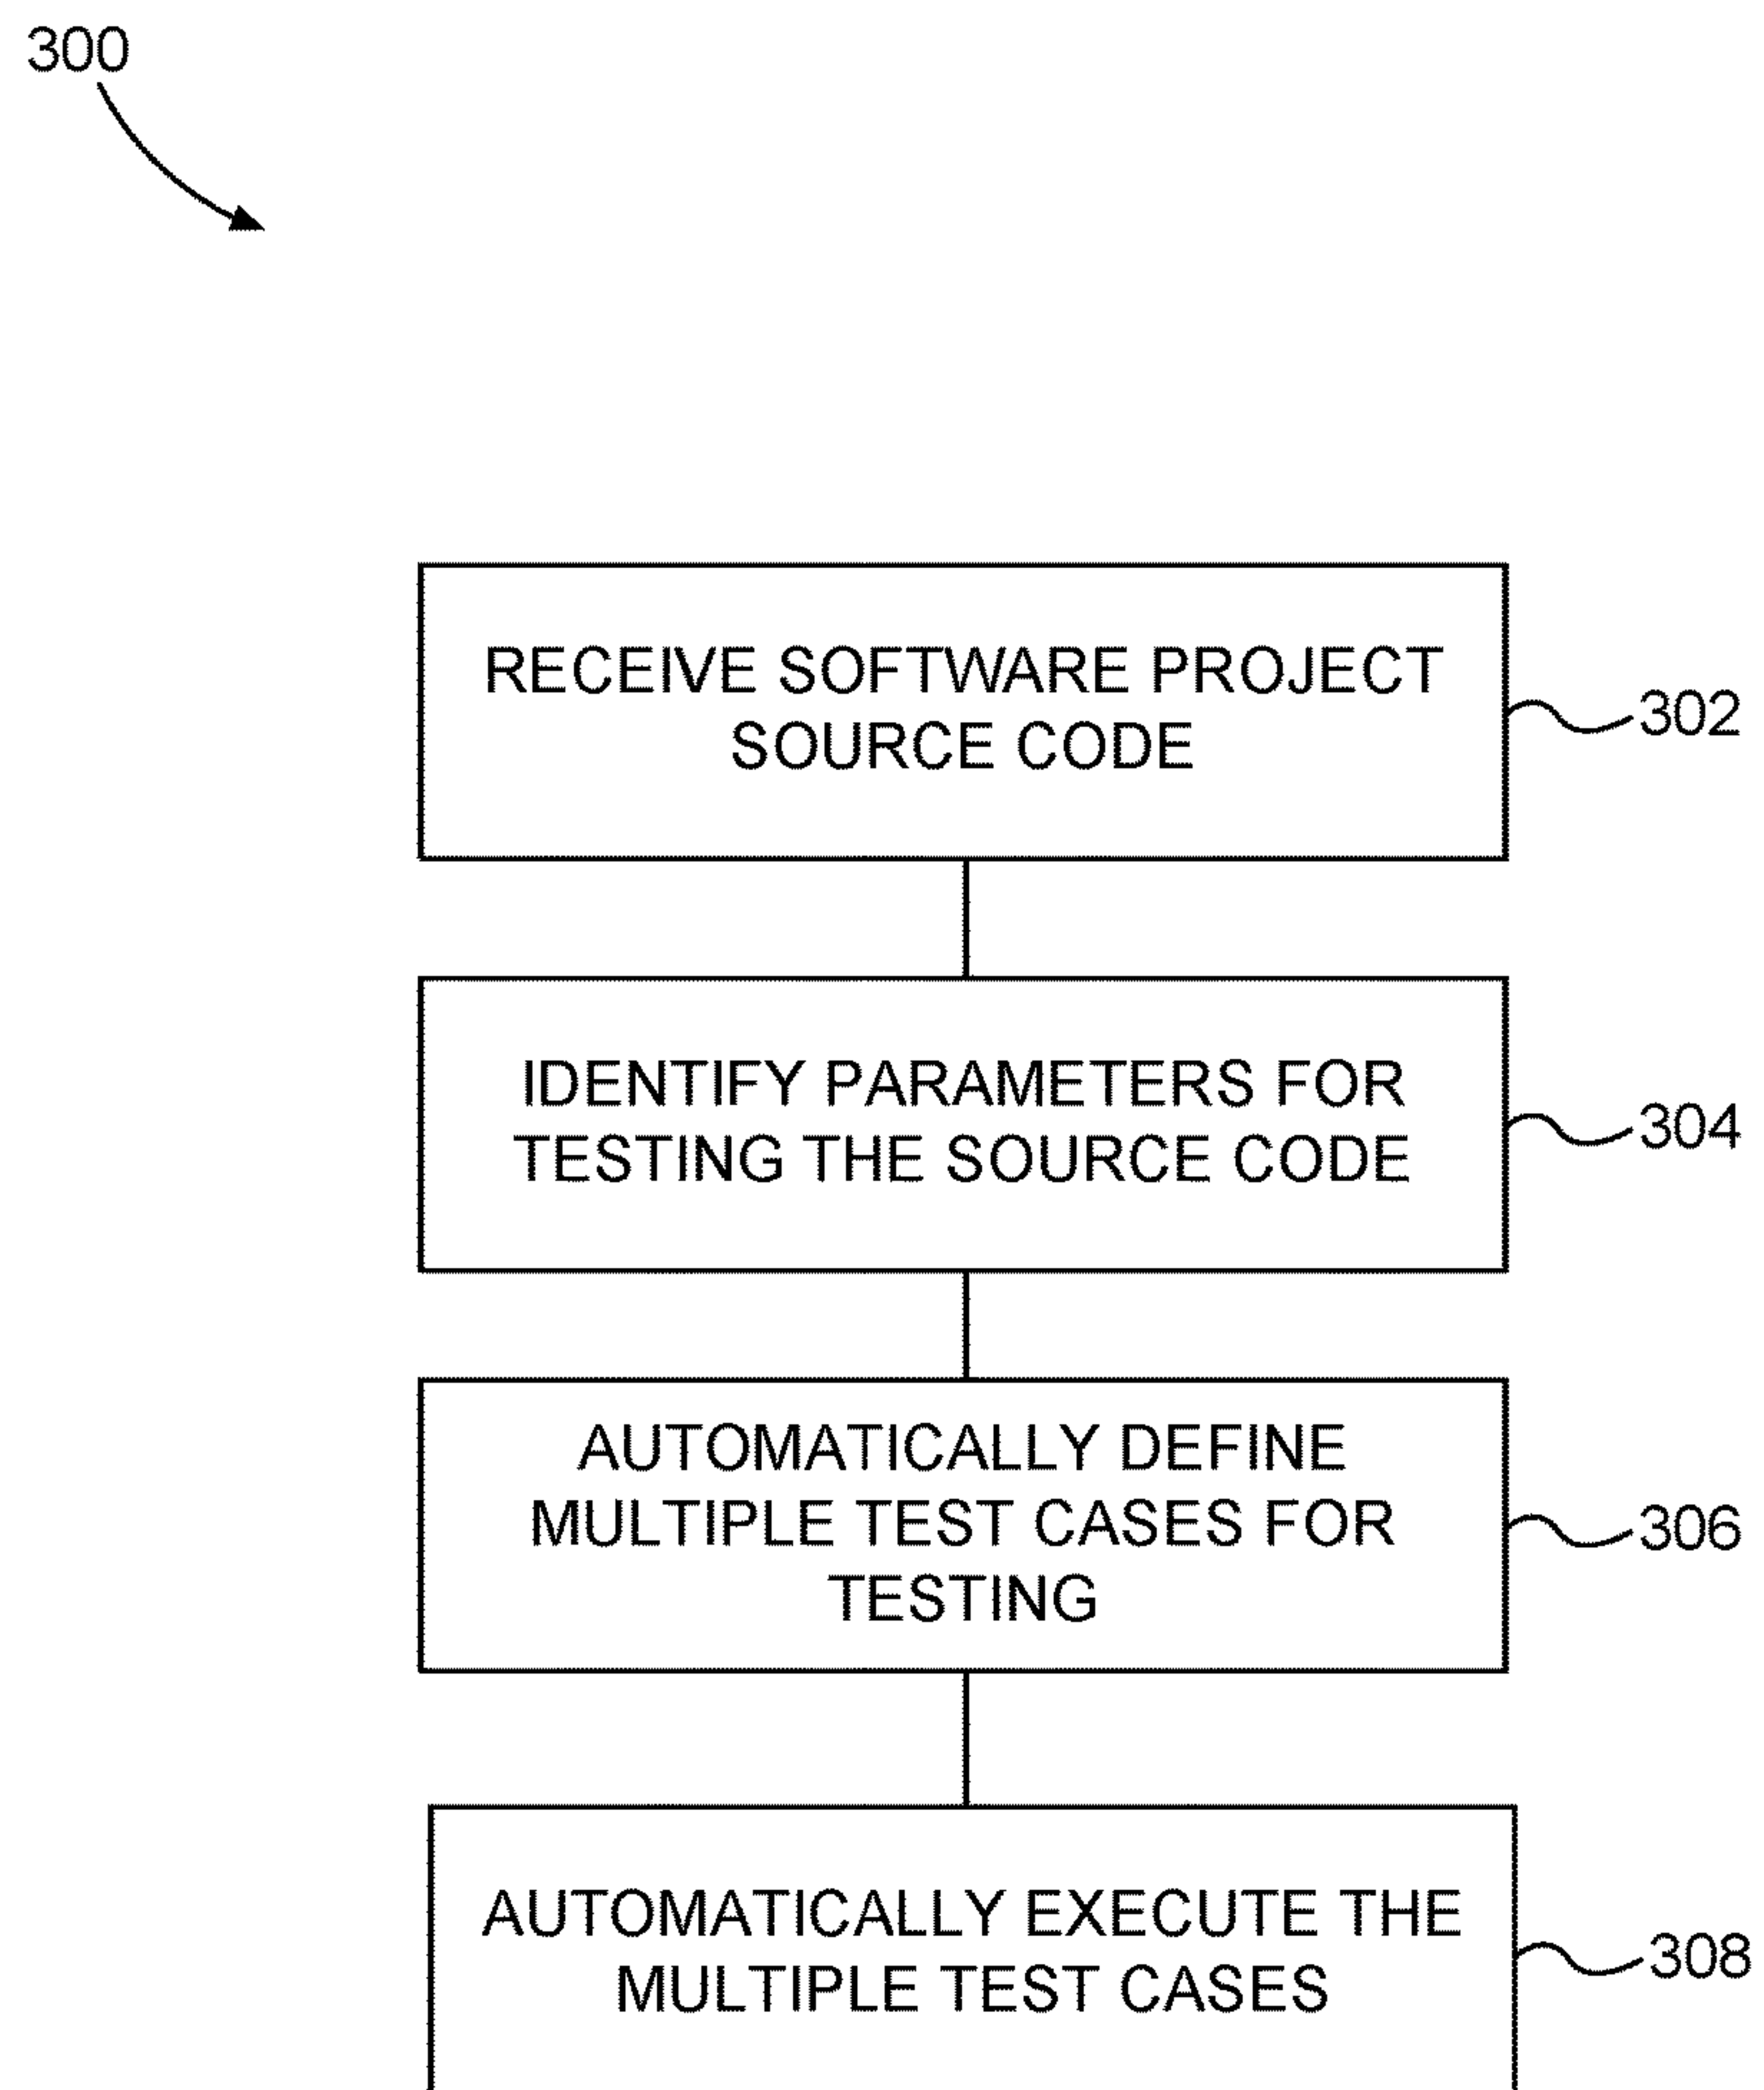 300
RECEIVE SOFTWARE PROJECT
SOURCE CODE
302
IDENTIFY PARAMETERS FOR
TESTING THE SOURCE CODE
304
AUTOMATICALLY DEFINE
MULTIPLE TEST CASES FOR
TESTING
306
AUTOMATICALLY EXECUTE THE
MULTIPLE TEST CASES
308